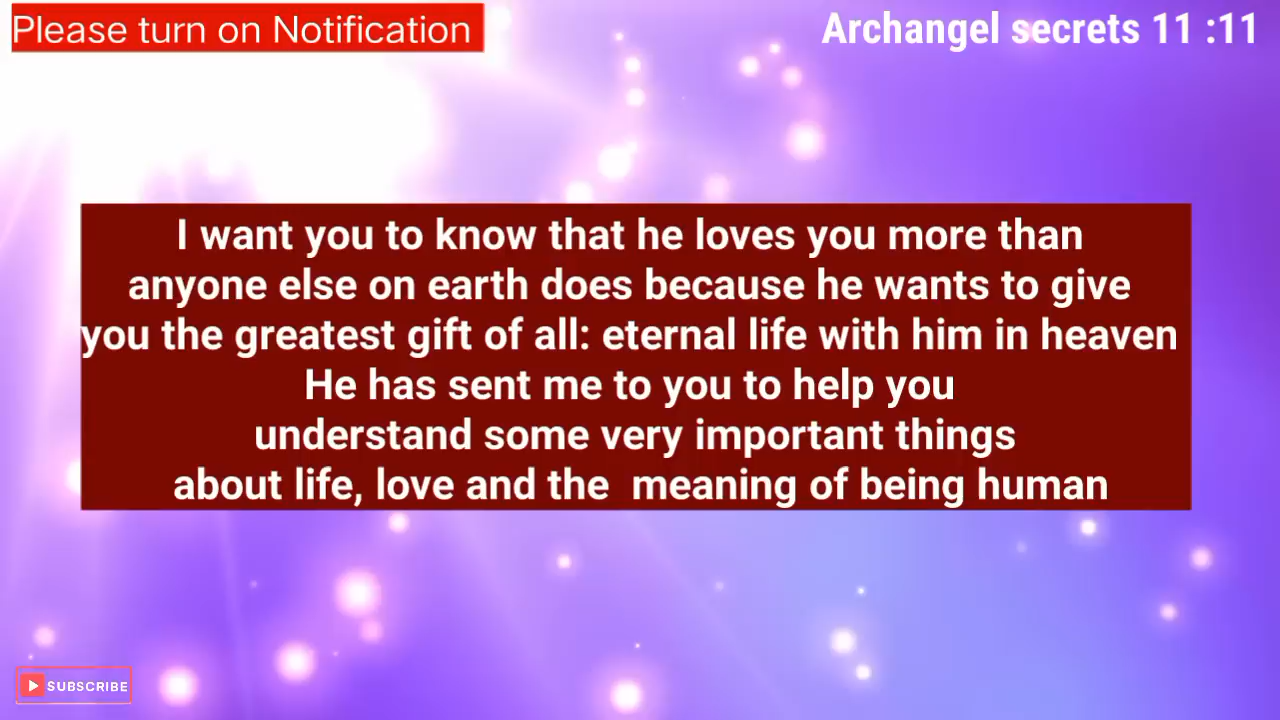 Please turn on Notification
Archangel secrets 11 :11
I want you to know that he loves you more than
anyone else on earth does because he wants to give
you the greatest gift of all: eternal life with him in heaven
He has sent me to you to help you
understand some very important things
about life, love and the  meaning of being human
SUBSCRIBE